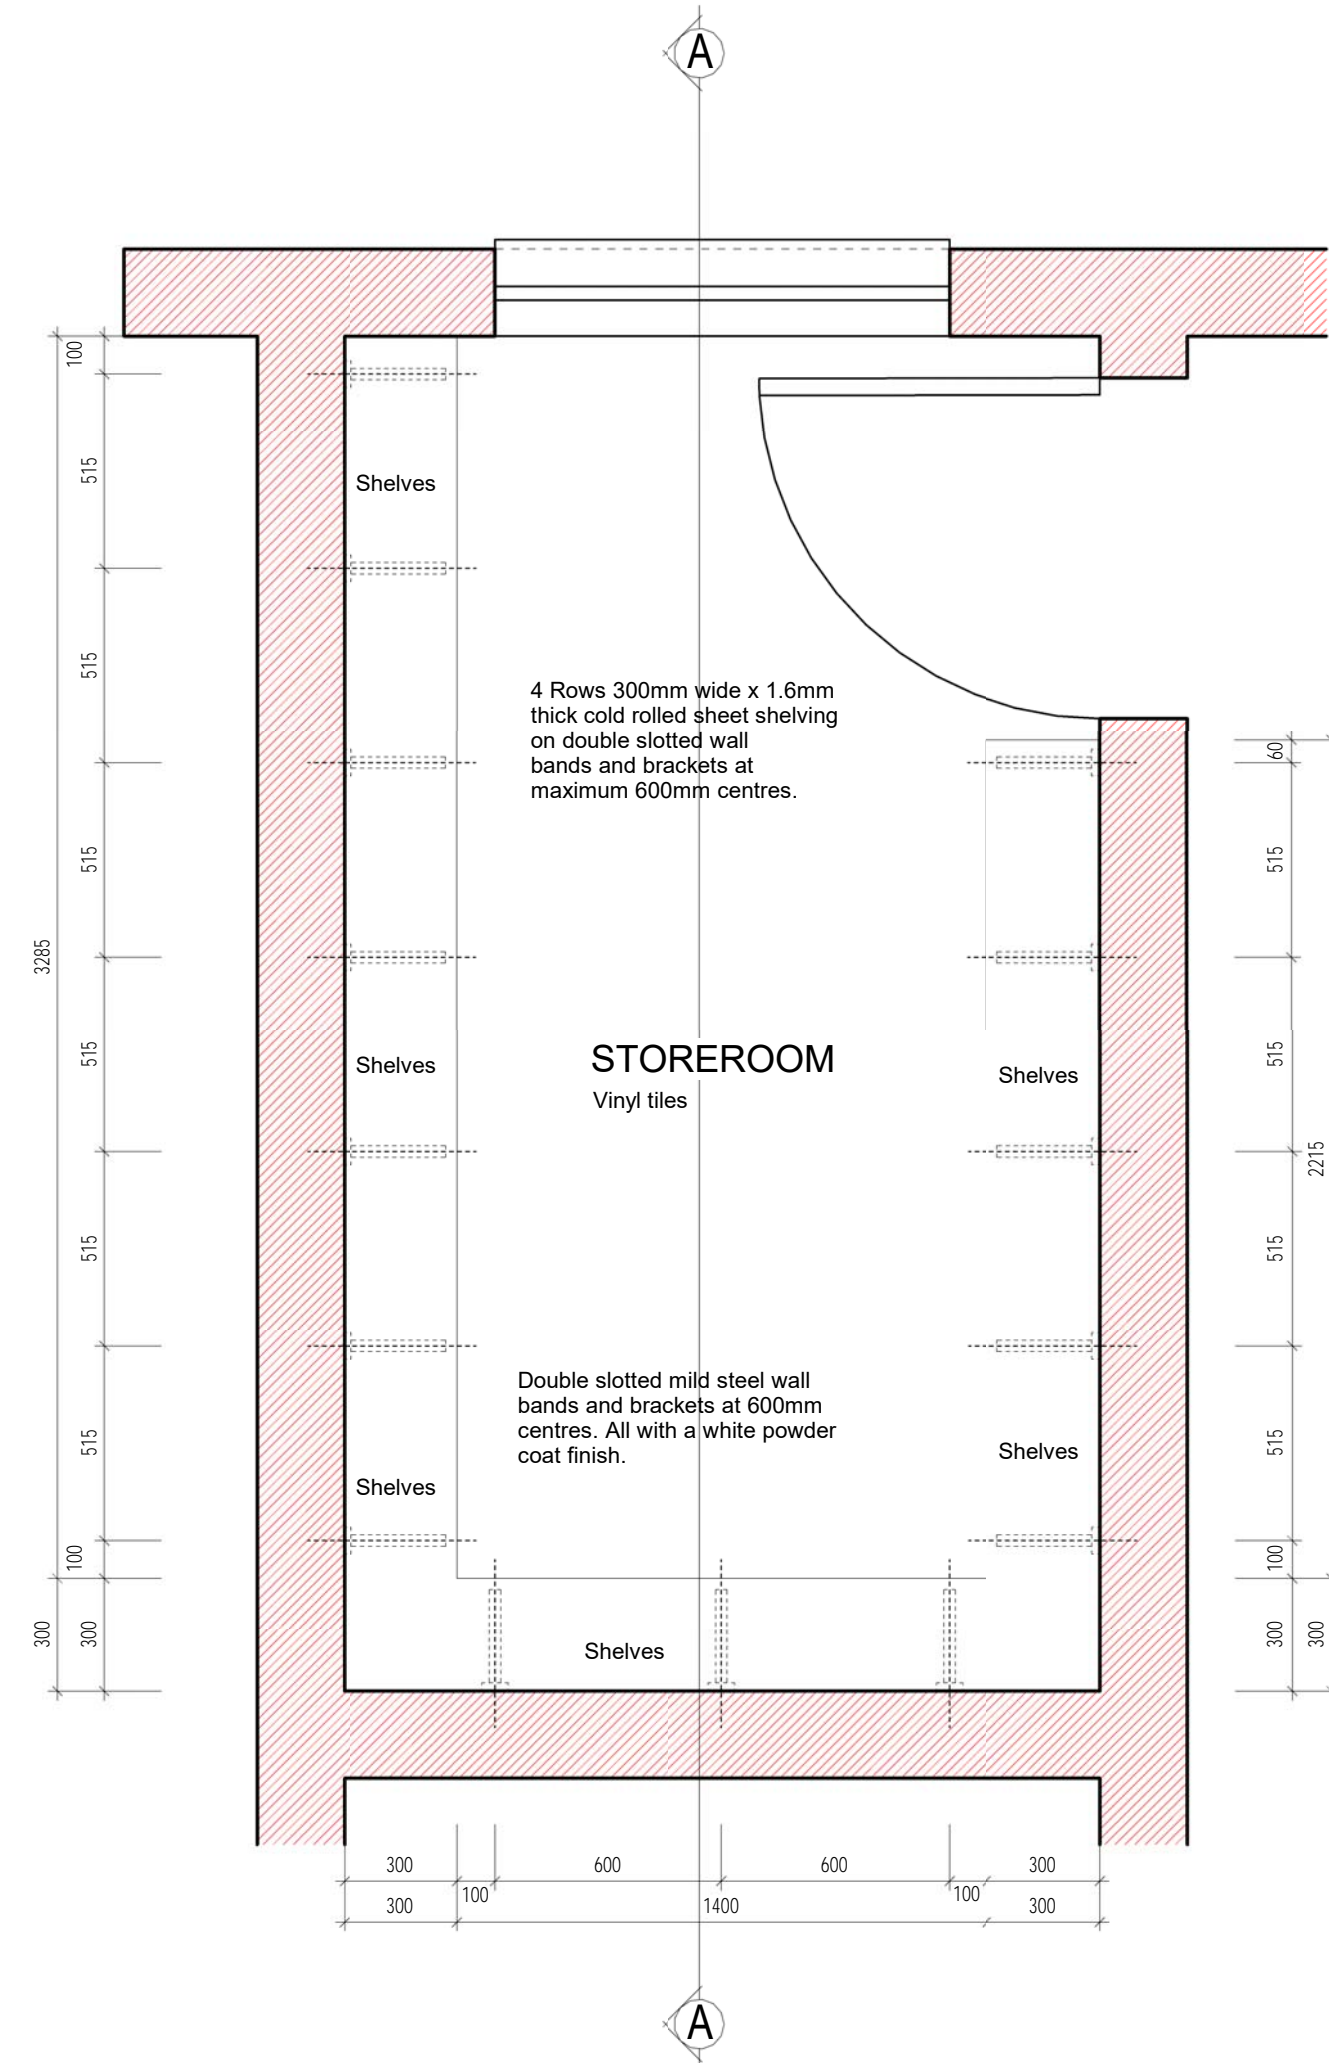 A
100
515
Shelves
515
4 Rows 300mm wide x 1.6mm
thick cold rolled sheet shelving
on double slotted wall
bands and brackets at
maximum 600mm centres.
60
515
515
3285
515
515
STOREROOM
Vinyl tiles
Shelves
Shelves
2215
515
515
Double slotted mild steel wall
bands and brackets at 600mm
centres. All with a white powder
coat finish.
515
515
Shelves
Shelves
100
100
300
300
Shelves
300
300
300
600
600
300
100
100
300
1400
300
A